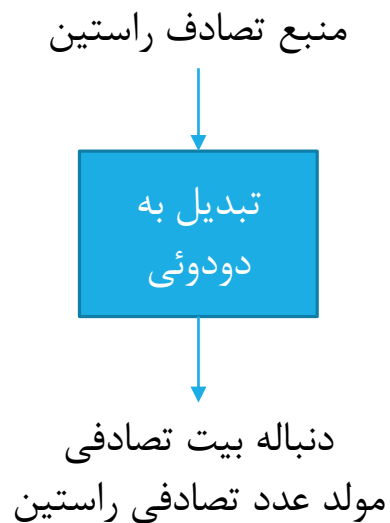 منبع تصادف راستین
تبدیل به
دودوئی
دنباله بیت تصادفی
مولد عدد تصادفی راستین